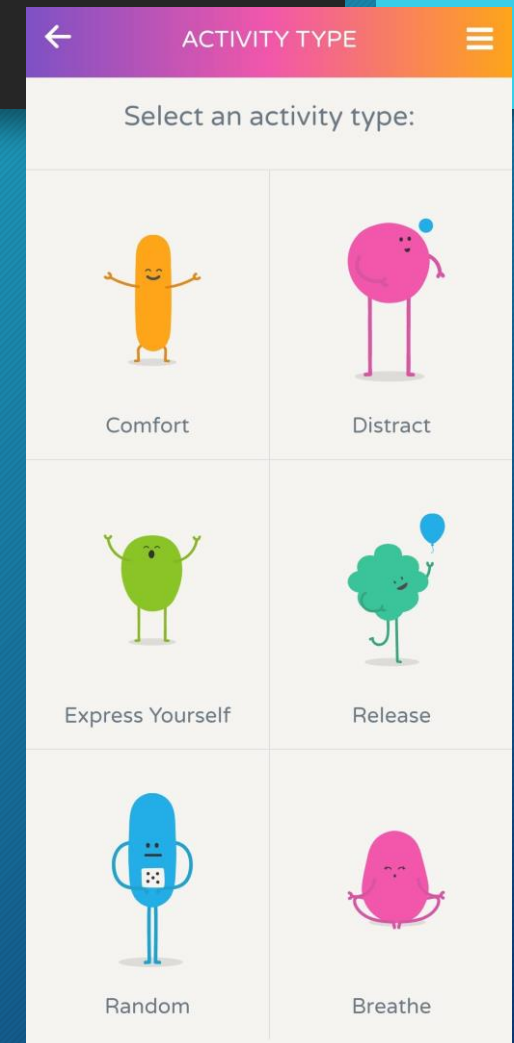 ACTIVITY TYPE
Select an activity type:
Comfort
Distract
Express Yourself
Release
Random
Breathe